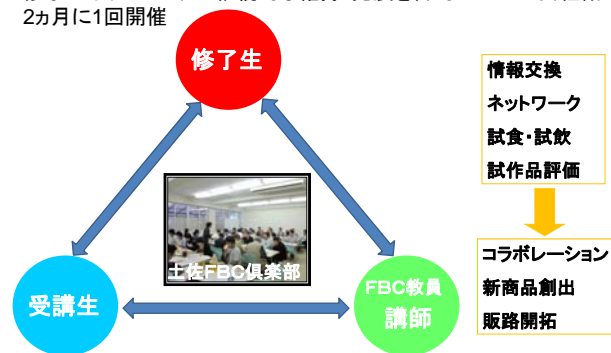 2ヵ月に1回開催
修了生
情報交換
ネットワーク
試食・試飲
試作品評価
土佐FBC倶楽部
コラボレーション
新商品創出
販路開拓
受講生
FBC教員
講師